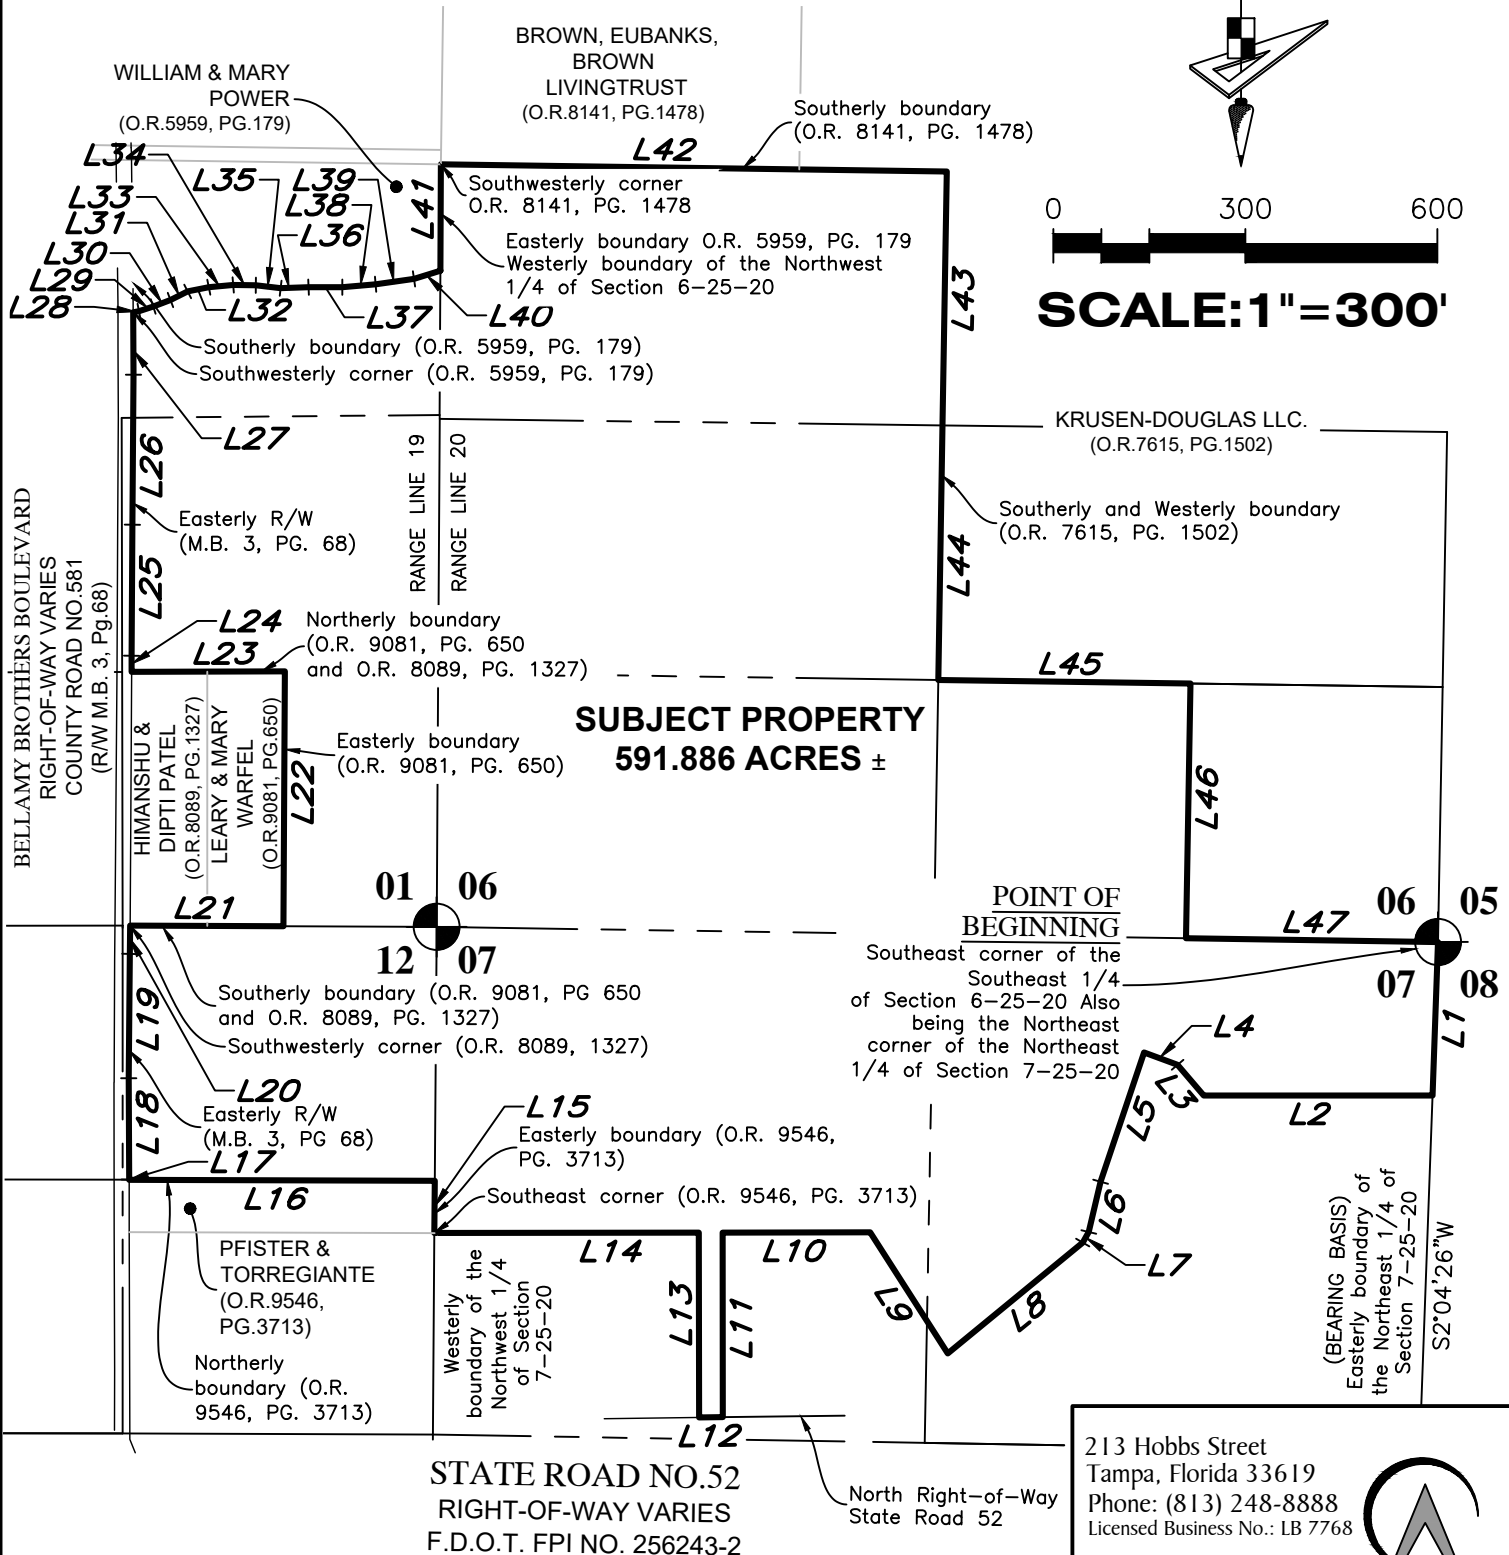 WILLIAM & MARY
POWER
(O.R.5959, PG.179)
BROWN, EUBANKS,
BROWN
LIVINGTRUST
(O.R.8141, PG.1478)
Southerly boundary
(O.R. 8141, PG. 1478)
0 300 600
SCALE:1"=300'
L42
L34
L35
L39
L33
L38
L31
L36
L30
L29
L28
L32
L37
L40
L41
Southwesterly corner
O.R. 8141, PG. 1478
Easterly boundary O.R. 5959, PG. 179
Westerly boundary of the Northwest
1/4 of Section 6-25-20
L43
Southerly boundary (O.R. 5959, PG. 179)
Southwesterly corner (O.R. 5959, PG. 179)
L27
L26
RANGE LINE 19
RANGE LINE 20
KRUSEN-DOUGLAS LLC.
(O.R.7615, PG.1502)
Easterly R/W
(M.B. 3, PG. 68)
Southerly and Westerly boundary
(O.R. 7615, PG. 1502)
L25
L44
BELLAMY BROTHERS BOULEVARD
RIGHT-OF-WAY VARIES
COUNTY ROAD NO.581
(R/W M.B. 3, Pg.68)
L24
L23
Northerly boundary
(O.R. 9081, PG. 650
and O.R. 8089, PG. 1327)
L45
SUBJECT PROPERTY
591.886 ACRES ±
HIMANSHU &
DIPTI PATEL
(O.R.8089, PG.1327)
LEARY & MARY
WARFEL
(O.R.9081, PG.650)
Easterly boundary
(O.R. 9081, PG. 650)
L22
L46
L21
01 06
12 07
POINT OF
BEGINNING
Southeast corner of the
Southeast 1/4
of Section 6-25-20 Also
being the Northeast
corner of the Northeast
1/4 of Section 7-25-20
L47
06 05
07 08
L1
Southerly boundary (O.R. 9081, PG 650
and O.R. 8089, PG. 1327)
Southwesterly corner (O.R. 8089, 1327)
L19
L20
L18
Easterly R/W
(M.B. 3, PG 68)
L17
L16
L15
Easterly boundary (O.R. 9546,
PG. 3713)
Southeast corner (O.R. 9546, PG. 3713)
L4
L3
L2
L5
L6
L7
L8
L9
L10
L11
L12
L13
L14
PFISTER &
TORREGIANTE
(O.R.9546,
PG.3713)
Northerly
boundary (O.R.
9546, PG. 3713)
Westerly
boundary of the
Northwest 1/4
of Section
7-25-20
(BEARING BASIS)
Easterly boundary of
the Northeast 1/4 of
Section 7-25-20
S2°04'26"W
STATE ROAD NO.52
RIGHT-OF-WAY VARIES
F.D.O.T. FPI NO. 256243-2
North Right-of-Way
State Road 52
213 Hobbs Street
Tampa, Florida 33619
Phone: (813) 248-8888
Licensed Business No.: LB 7768